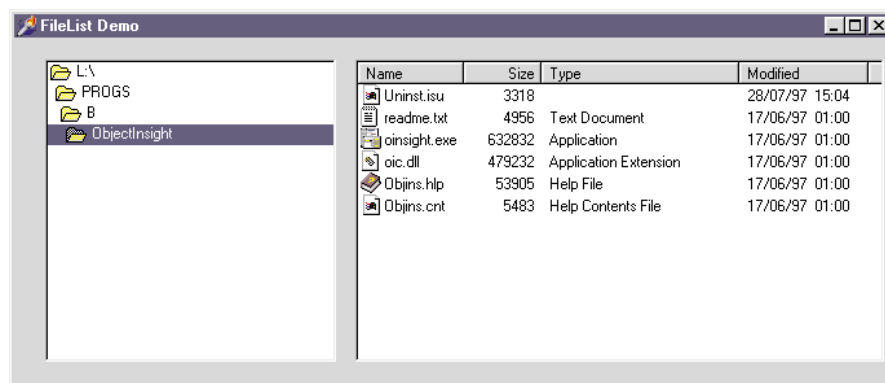 FileList Demo
L:\
PROGS
B
ObjectInsight
Name Size Type Modified
Uninst.isu 3318 28/07/97 15:04
readme.txt 4956 Text Document 17/06/97 01:00
oinsight.exe 632832 Application 17/06/97 01:00
oic.dll 479232 Application Extension 17/06/97 01:00
Objins.hlp 53905 Help File 17/06/97 01:00
Objins.cnt 5483 Help Contents File 17/06/97 01:00